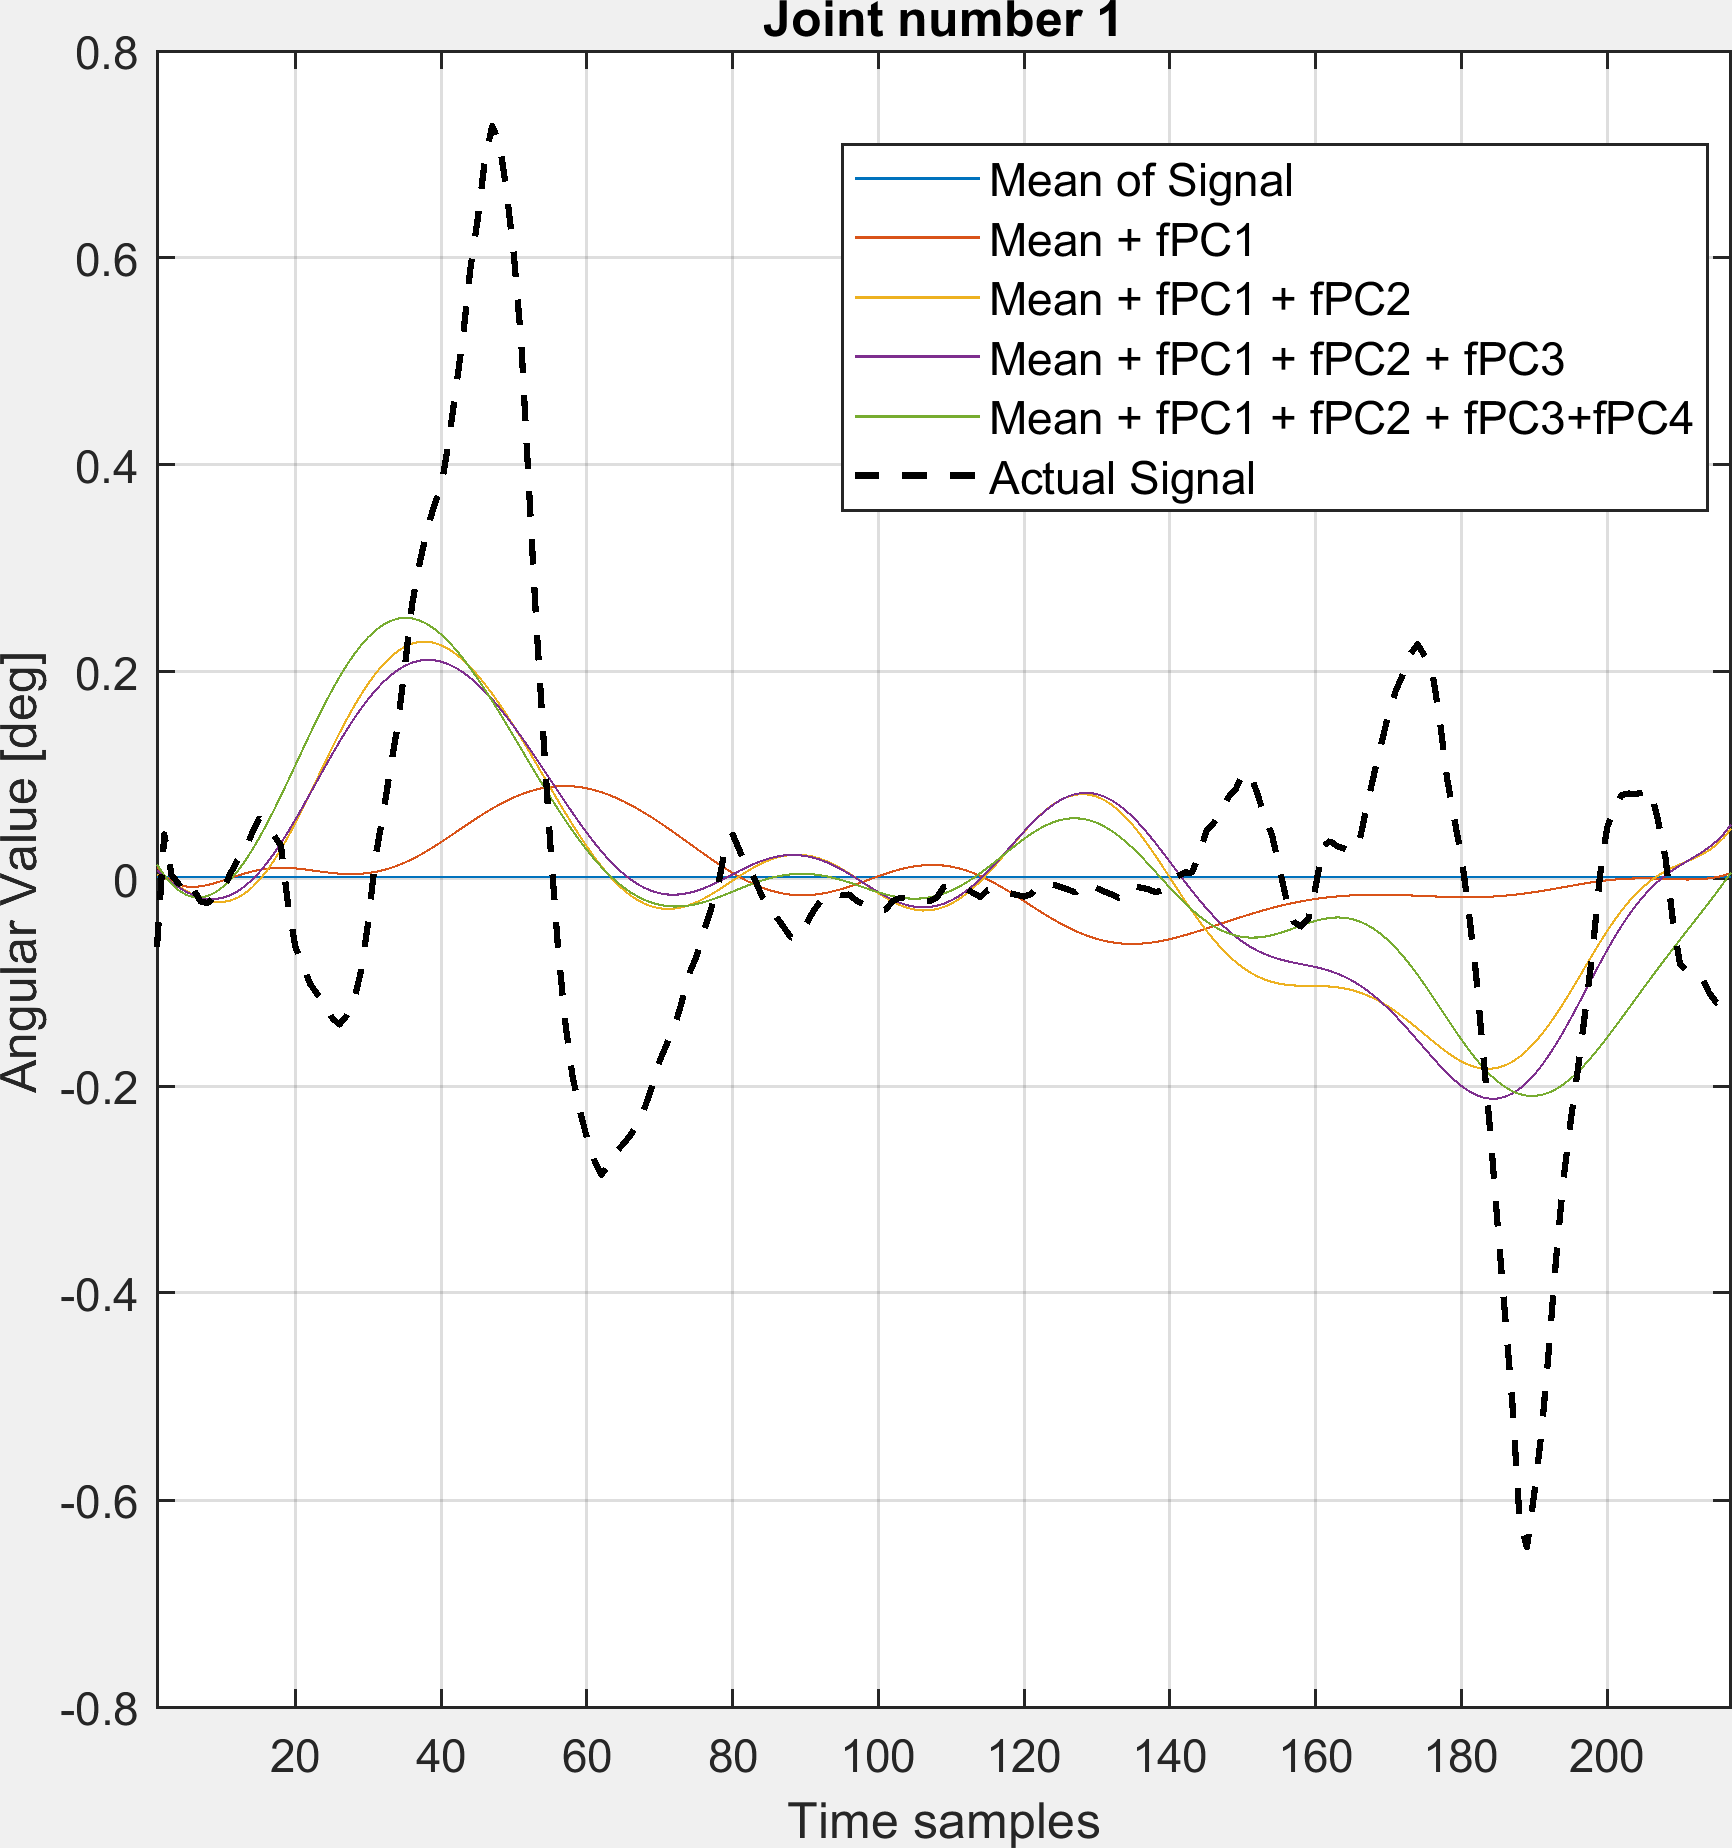 Joint number 1
0.8
0.6
0.4
0.2
0
-0.2
-0.4
-0.6
-0.8
Angular Value [deg]
Mean of Signal
Mean + fPC1
Mean + fPC1 + fPC2
Mean + fPC1 + fPC2 + fPC3
Mean + fPC1 + fPC2 + fPC3+fPC4
Actual Signal
20 40 60 80 100 120 140 160 180 200
Time samples